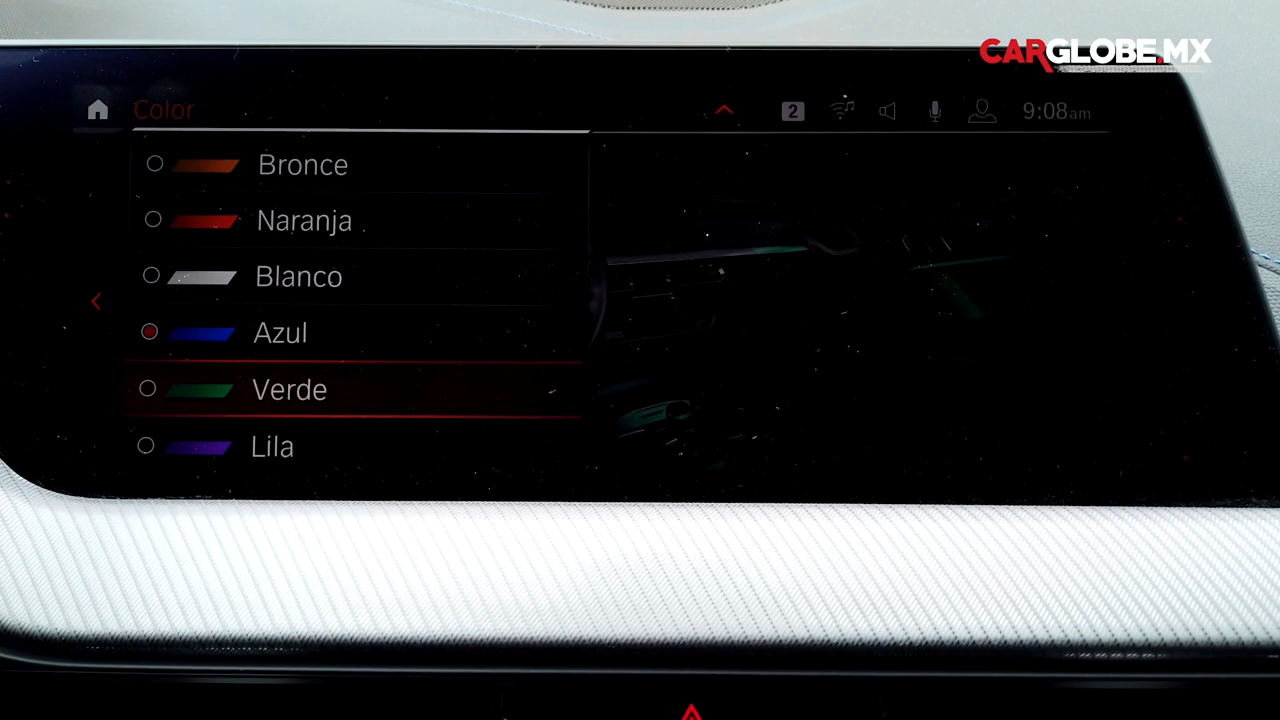 CARGLOBE.MX
Color
2
9:08am
Bronce
Naranja
Blanco
Azul
Verde
Lila